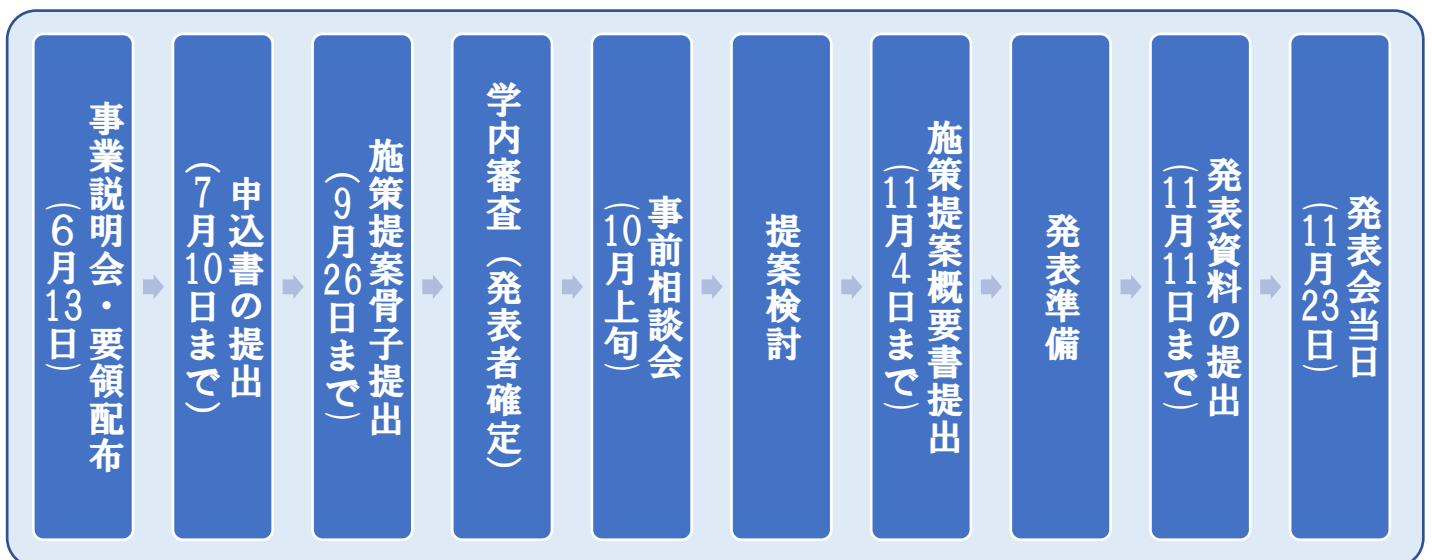 事業説明会・要領配布
(６月13日)
申込書の提出
(７月10日まで)
施策提案骨子提出
(９月26日まで)
学内審査(発表者確定)
事前相談会
(10月上旬)
提案検討
施策提案概要書提出
(11月４日まで)
発表準備
発表資料の提出
(11月11日まで)
発表会当日
(11月23日)